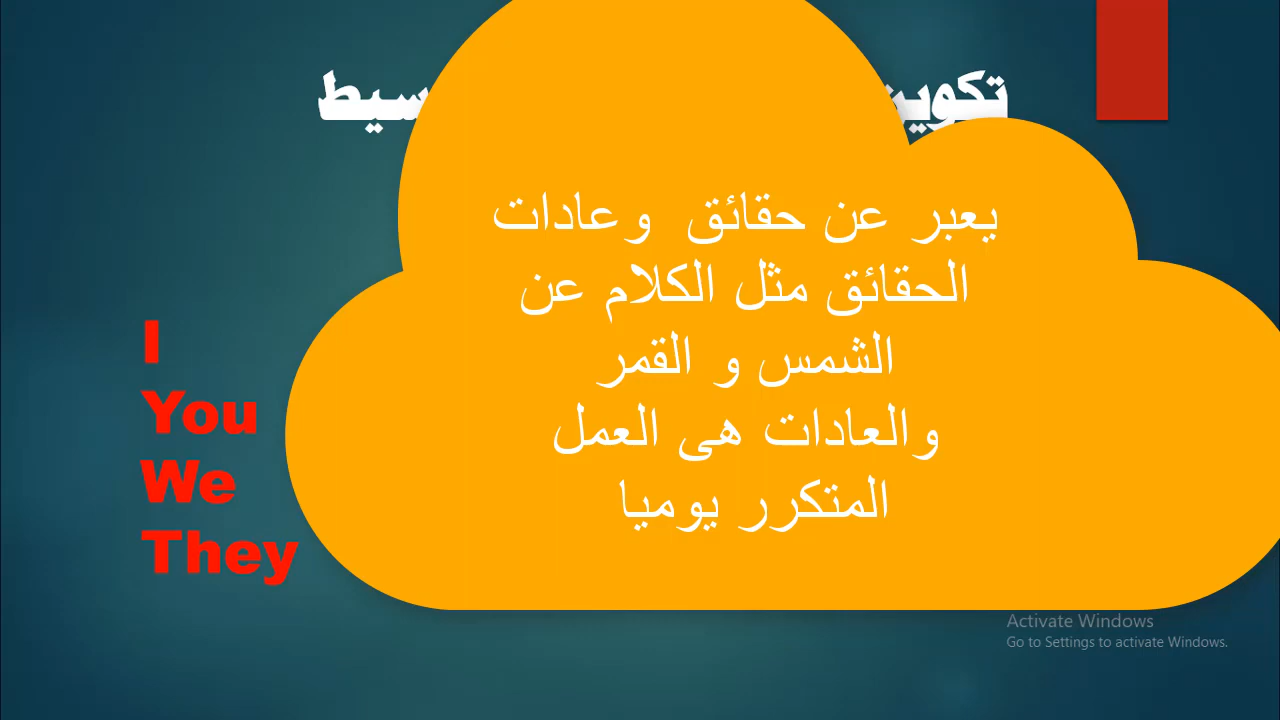 يعبر عن حقائق وعادات
الحقائق مثل الكلام عن
الشمس و القمر
والعادات هى العمل
المتكرر يوميا
I
You
We
They
Activate Windows
Go to Settings to activate Windows.